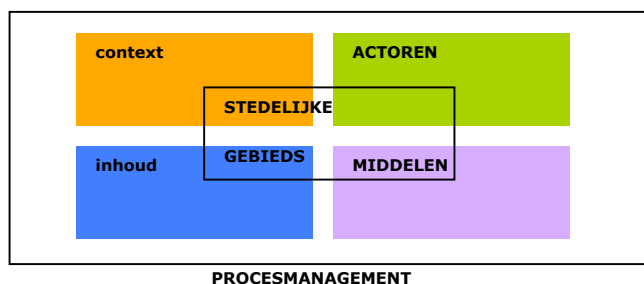 context
ACTOREN
STEDELIJKE
GEBIEDS
inhoud
MIDDELEN
PROCESMANAGEMENT